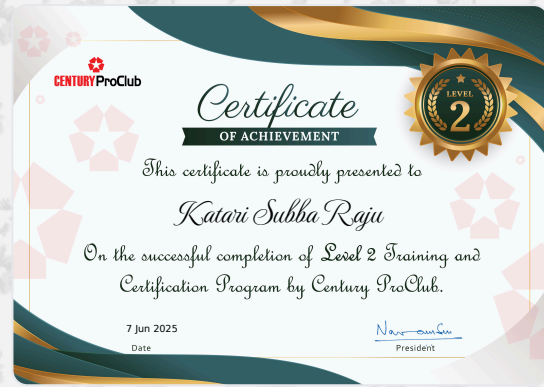 CENTURY ProClub
LEVEL
2
Certificate
OF ACHIEVEMENT
This certificate is proudly presented to
Katari Subba Raju
On the successful completion of Level 2 Training and
Certification Program by Century ProClub.
7 Jun 2025
Date
President